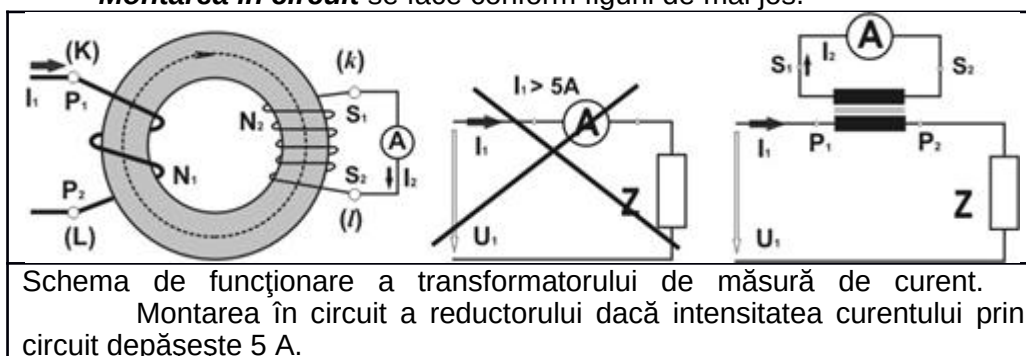 Montarea în circuit se face conform figurii de mai jos:
(K)
I₁
P₁
N₁
P₂
(L)
N₂
(k)
S₁
A
S₂
I₂
(l)
I₁ > 5A
A
I₁
Z
U₁
A
S₁
I₂
S₂
I₁
P₁
P₂
Z
U₁
Schema de funcţionare a transformatorului de măsură de curent.
Montarea în circuit a reductorului dacă intensitatea curentului prin
circuit depăseste 5 A.